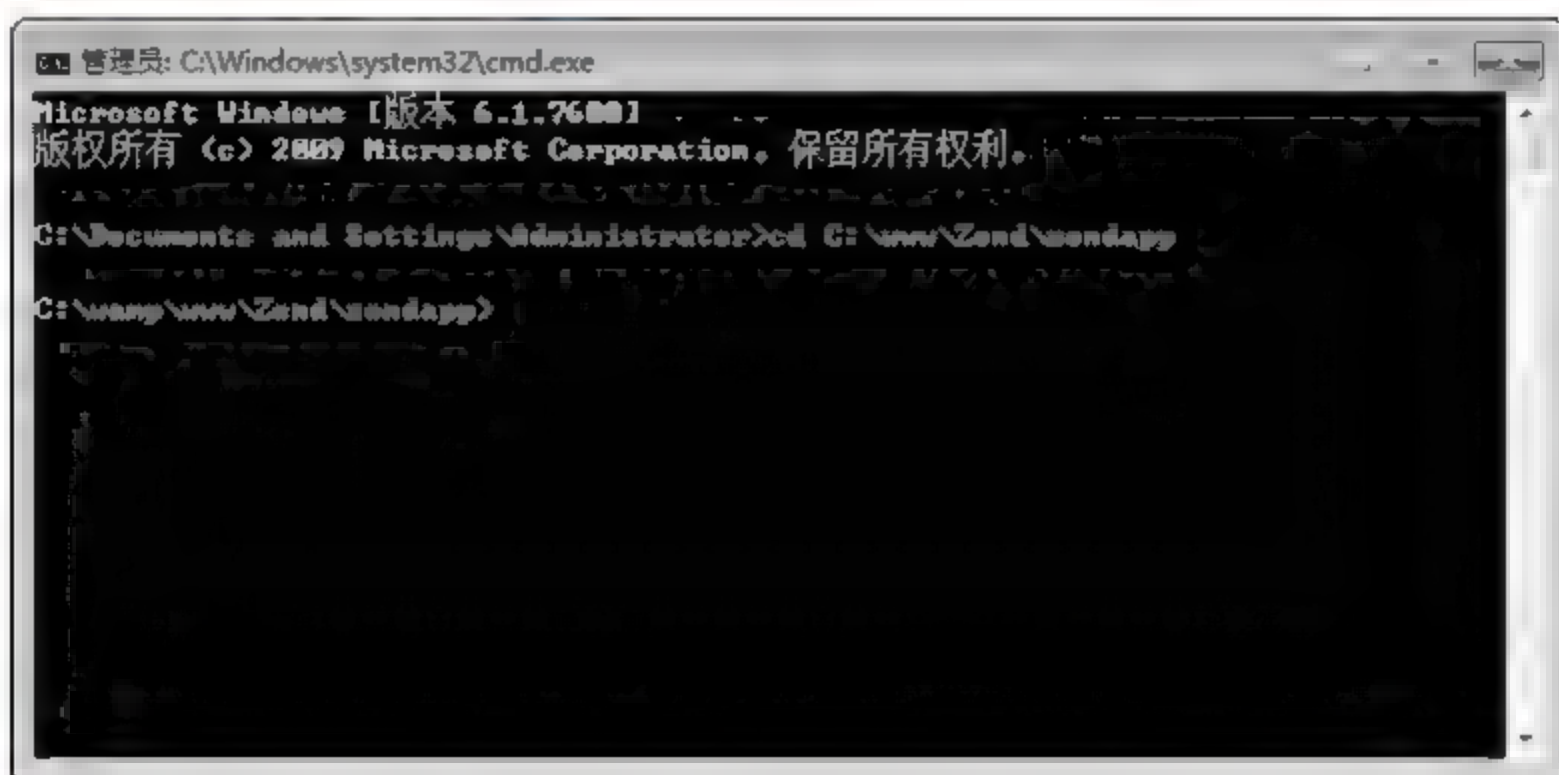 管理员: C:\Windows\system32\cmd.exe
Microsoft Windows [版本 6.1.7600]
版权所有 (c) 2009 Microsoft Corporation。保留所有权利。
C:\Documents and Settings\Administrator>cd C:\www\Zend\zendapp
C:\wamp\www\Zend\zendapp>